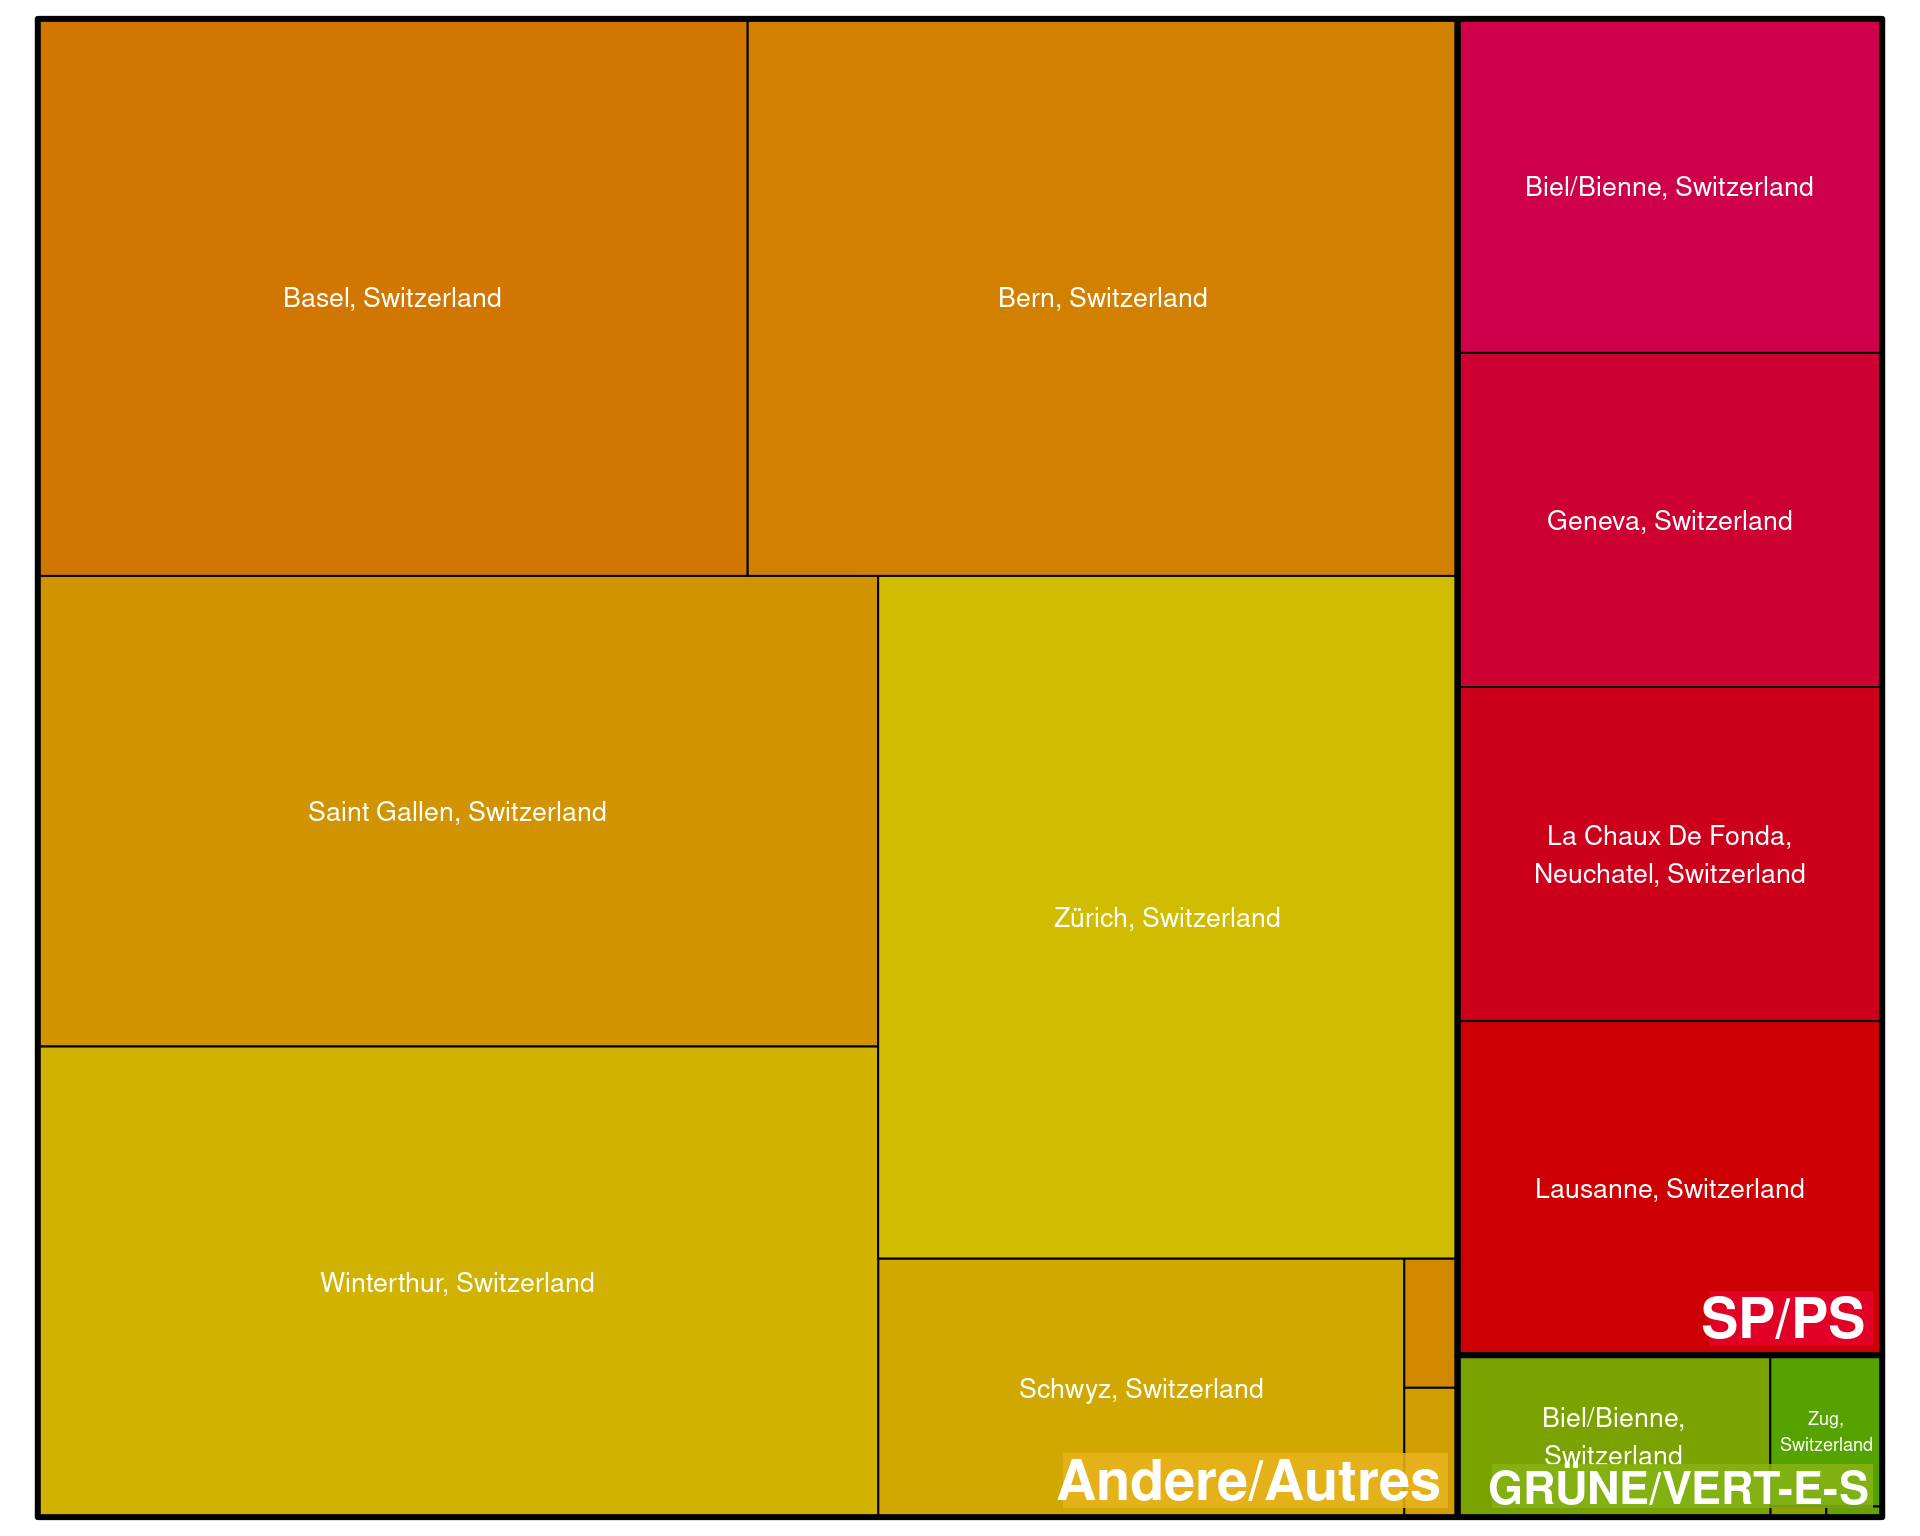 Basel, Switzerland
Bern, Switzerland
Saint Gallen, Switzerland
Zürich, Switzerland
Winterthur, Switzerland
Schwyz, Switzerland
Andere/Autres
Biel/Bienne, Switzerland
Geneva, Switzerland
La Chaux De Fonda,
Neuchatel, Switzerland
Lausanne, Switzerland
SP/PS
Biel/Bienne,
Switzerland
Zug,
Switzerland
GRÜNE/VERT-E-S